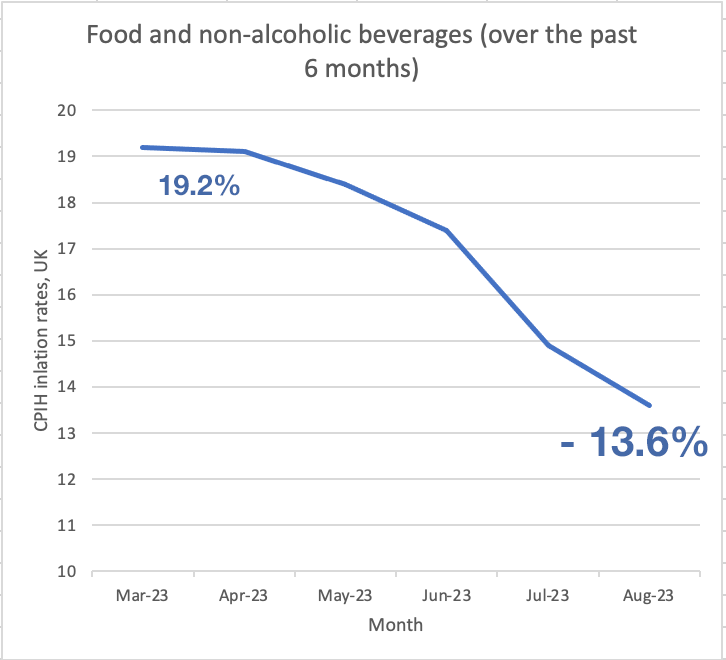 Food and non-alcoholic beverages (over the past
6 months)
CPIH inlation rates, UK
20
19
18
17
16
15
14
13
12
11
10
19.2%
- 13.6%
Mar-23 Apr-23 May-23 Jun-23 Jul-23 Aug-23
Month